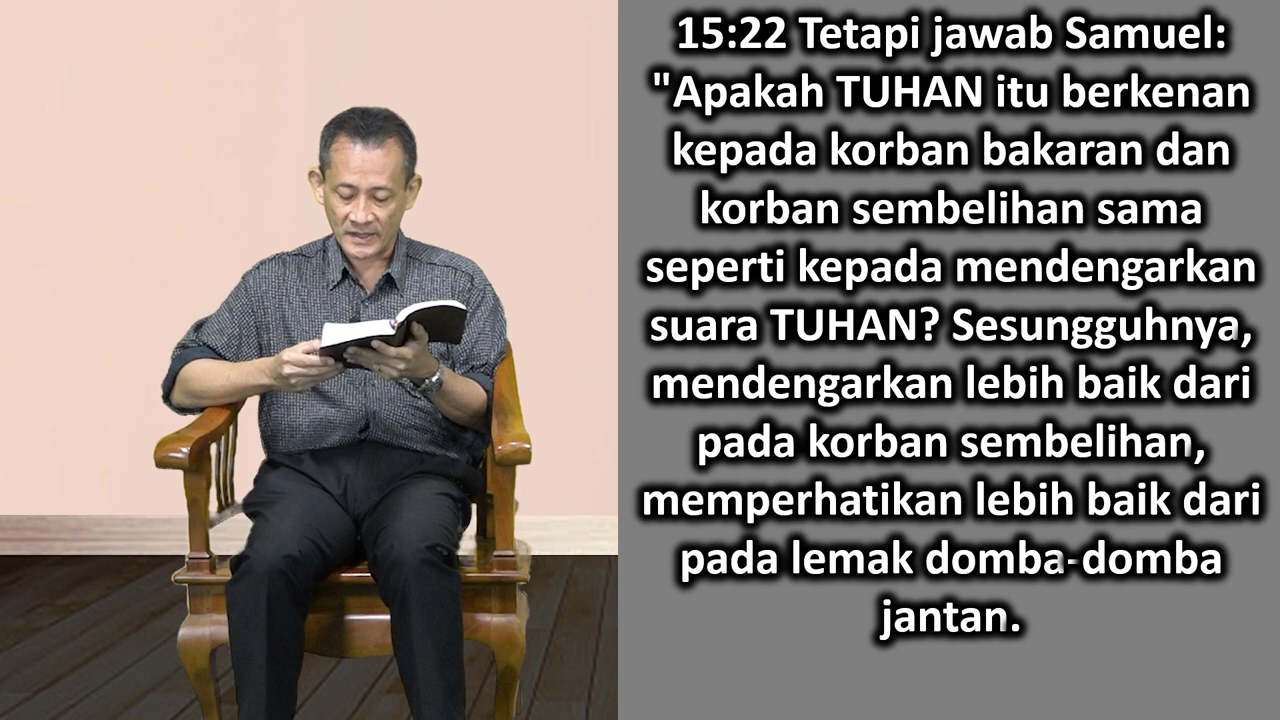 15:22 Tetapi jawab Samuel:
"Apakah TUHAN itu berkenan
kepada korban bakaran dan
korban sembelihan sama
seperti kepada mendengarkan
suara TUHAN? Sesungguhnya,
mendengarkan lebih baik dari
pada korban sembelihan,
memperhatikan lebih baik dari
pada lemak domba-domba
jantan.